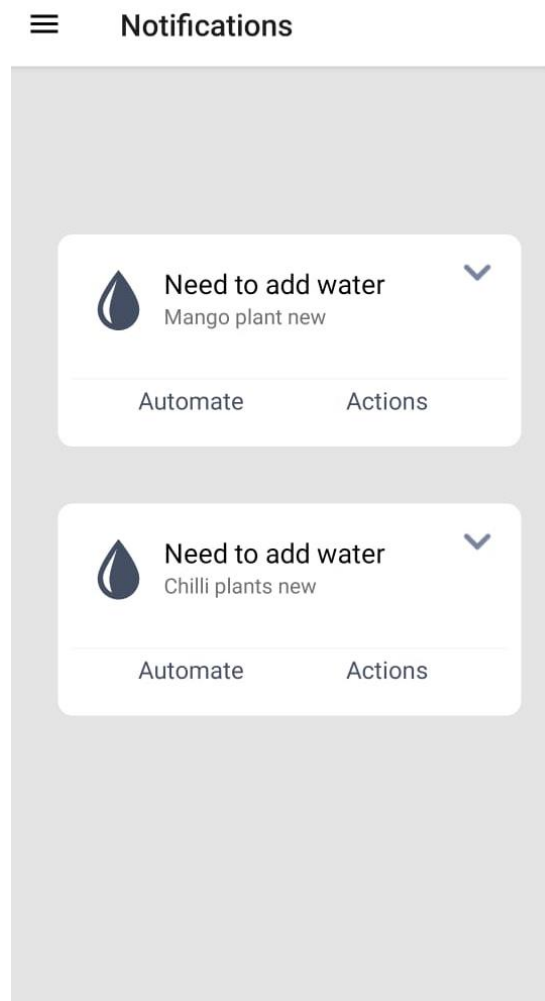 Notifications
Need to add water
Mango plant new
Automate Actions
Need to add water
Chilli plants new
Automate Actions